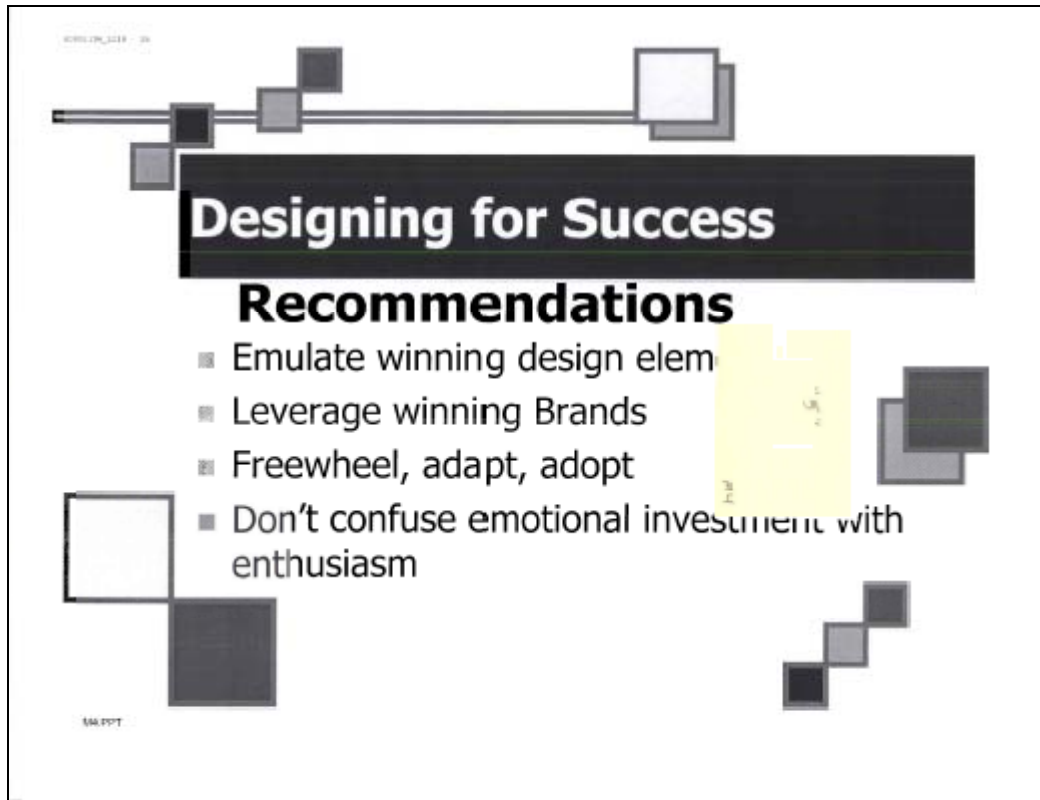 Designing for Success
Recommendations
Emulate winning design
Leverage winning Brands
Freewheel, adapt, adopt
Don't confuse emotional investment with
enthusiasm